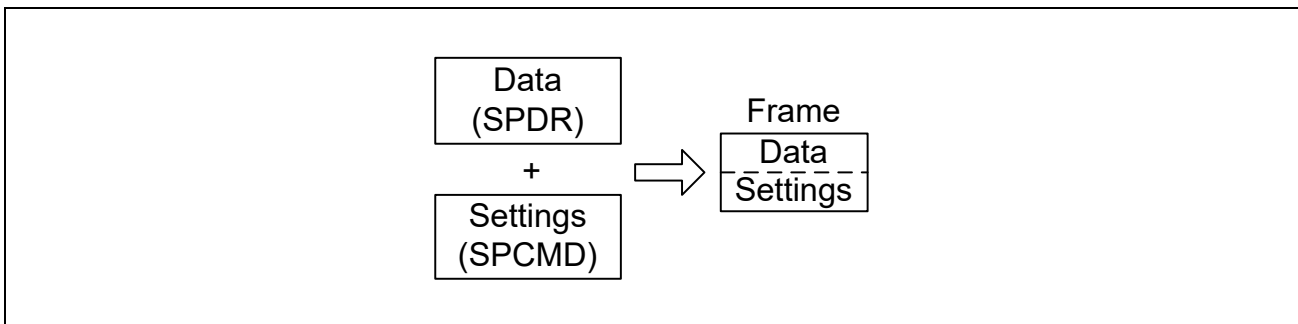 Data
(SPDR)
+
Settings
(SPCMD)
Frame
Data
Settings